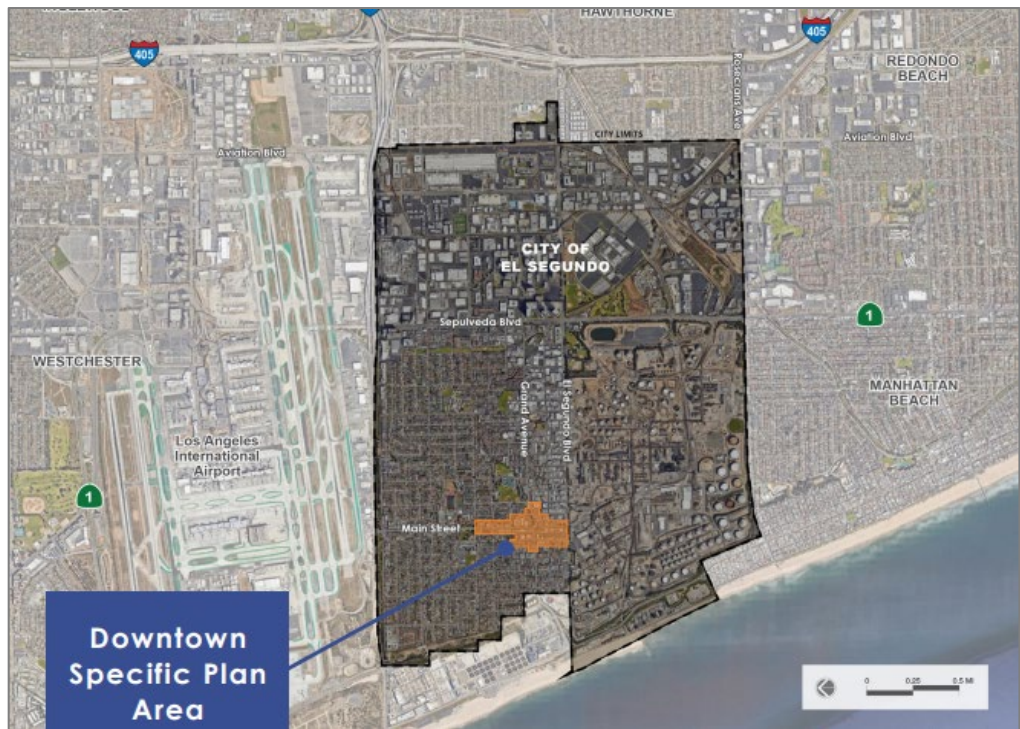 HAWTHORNE
405
405
REDONDO
BEACH
Rosecrans Ave
CITY LIMITS
Aviation Blvd
Aviation Blvd
CITY OF
EL SEGUNDO
Sepulveda Blvd
1
WESTCHESTER
MANHATTAN
BEACH
Grand Avenue
El Segundo Blvd
Los Angeles
International
Airport
1
Main Street
Downtown
Specific Plan
Area
0 0.25 0.5 MI